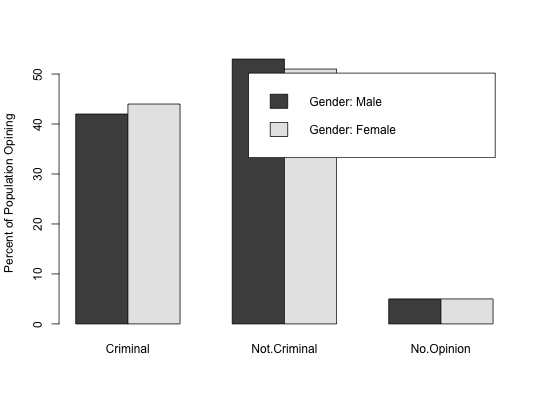 Percent of Population Opining
50
40
30
20
10
0
Gender: Male
Gender: Female
Criminal
Not.Criminal
No.Opinion